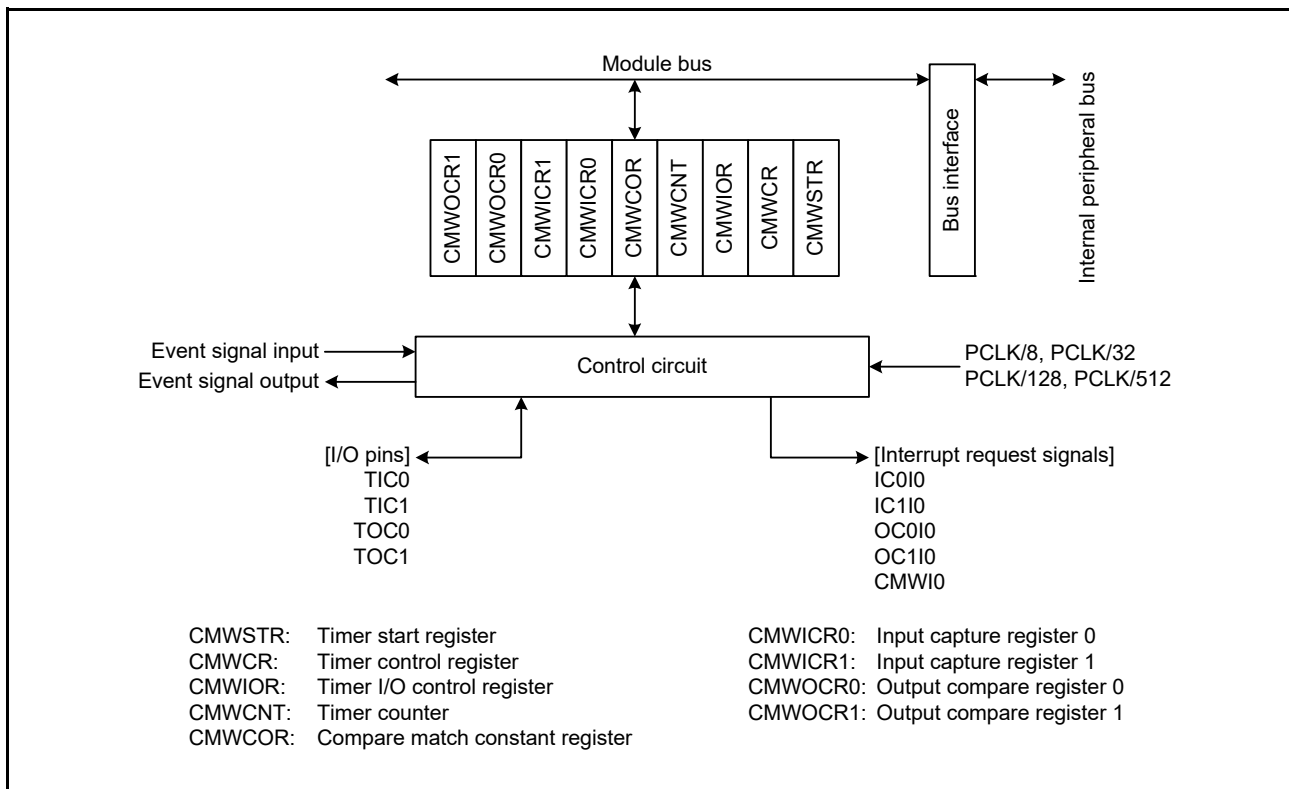 Module bus
Bus interface
Internal peripheral bus
CMWOCR1
CMWOCR0
CMWICR1
CMWICR0
CMWCOR
CMWCNT
CMWIOR
CMWCR
CMWSTR
Event signal input
Event signal output
Control circuit
PCLK/8, PCLK/32
PCLK/128, PCLK/512
[I/O pins]
TIC0
TIC1
TOC0
TOC1
[Interrupt request signals]
IC0I0
IC1I0
OC0I0
OC1I0
CMWI0
CMWSTR: Timer start register
CMWCR: Timer control register
CMWIOR: Timer I/O control register
CMWCNT: Timer counter
CMWCOR: Compare match constant register
CMWICR0: Input capture register 0
CMWICR1: Input capture register 1
CMWOCR0: Output compare register 0
CMWOCR1: Output compare register 1